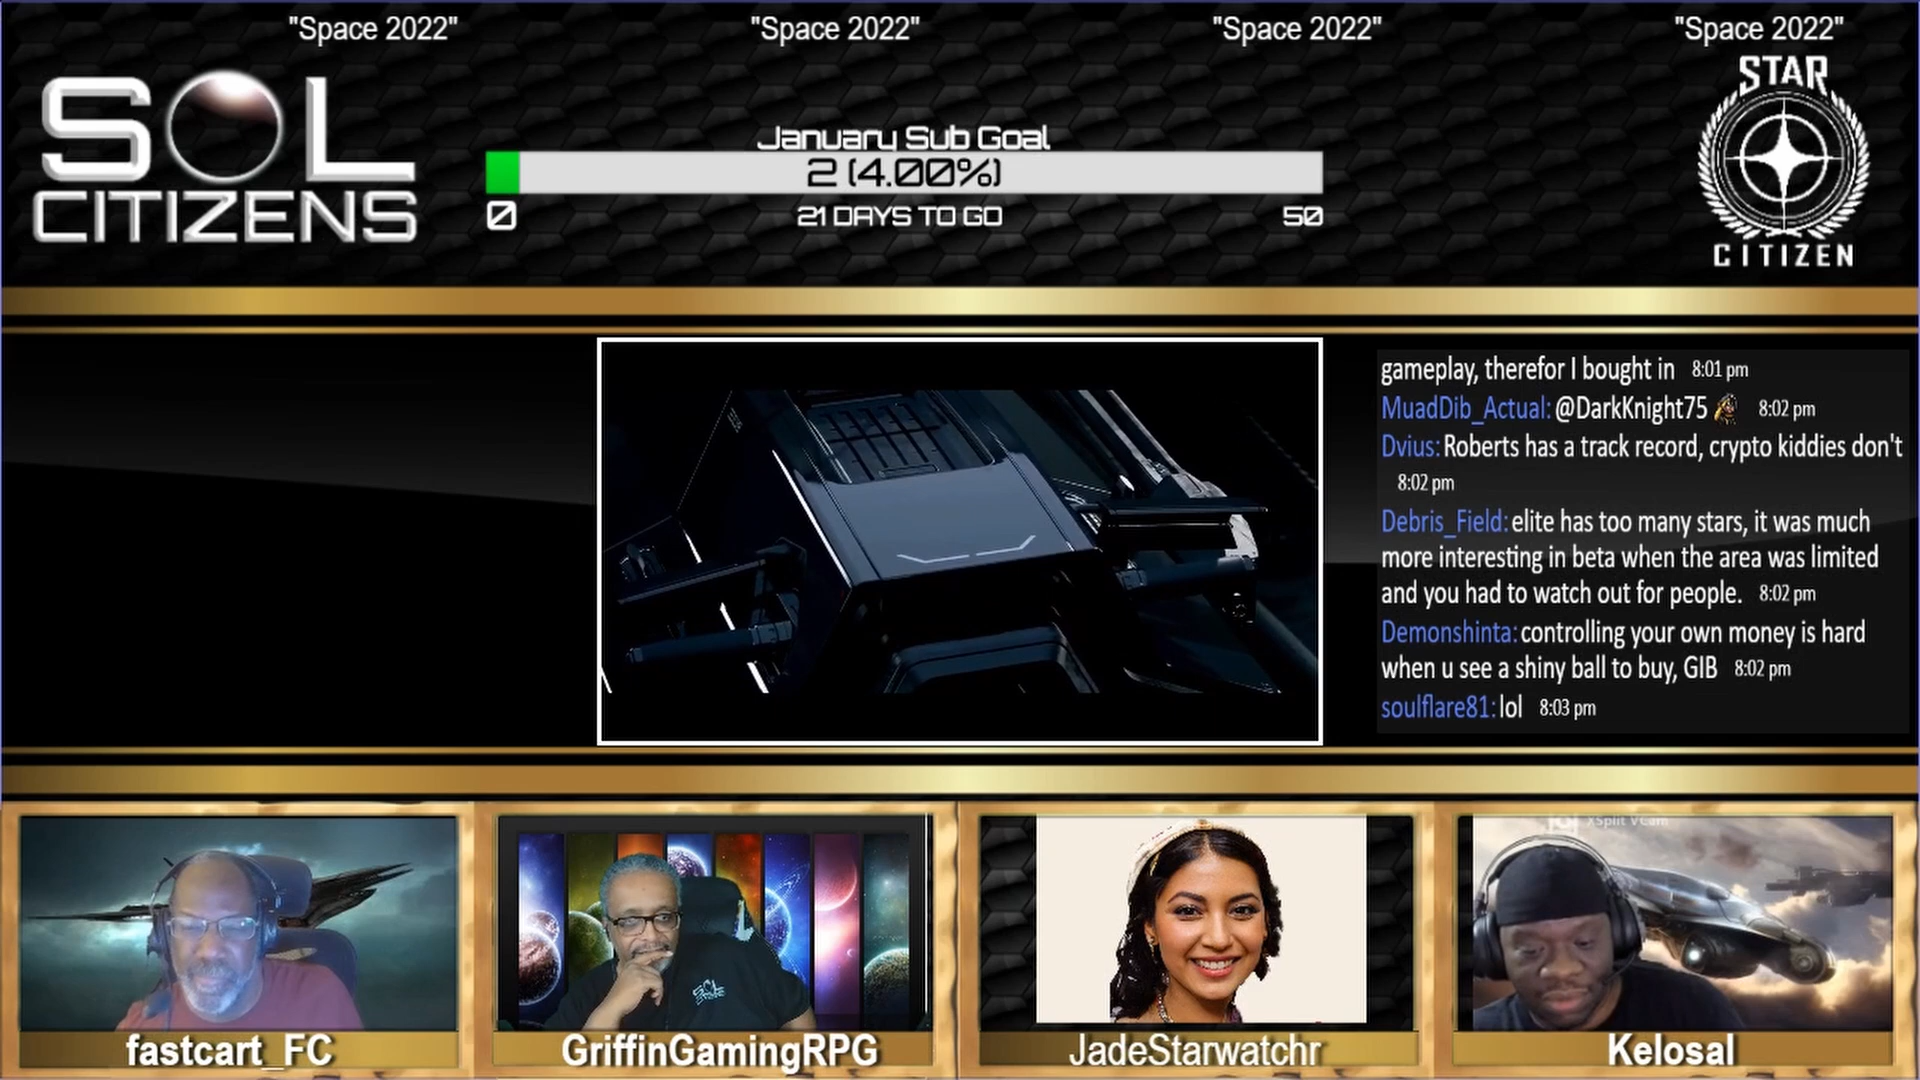 "Space 2022" "Space 2022" "Space 2022" "Space 2022"
SOL
CITIZENS
January Sub Goal
2 (4.00%)
0 21 DAYS TO GO 50
STAR
CITIZEN
gameplay, therefor I bought in 8:01 pm
MuadDib_Actual: @DarkKnight75 8:02 pm
Dvius: Roberts has a track record, crypto kiddies don't
8:02 pm
Debris_Field: elite has too many stars, it was much
more interesting in beta when the area was limited
and you had to watch out for people. 8:02 pm
Demonshinta: controlling your own money is hard
when u see a shiny ball to buy, GIB 8:02 pm
soulflare81: lol 8:03 pm
XSplit VCam
SOL
CITIZENS
fastcart_FC
GriffinGamingRPG
JadeStarwatchr
Kelosal